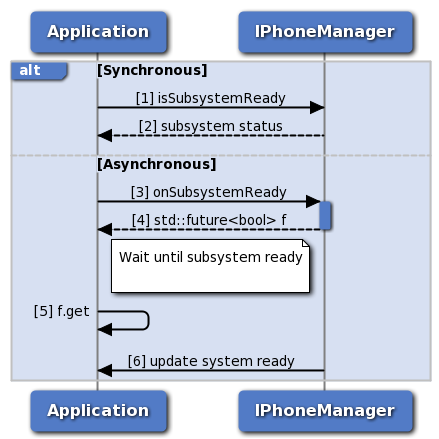 Application
IPhoneManager
alt
[Synchronous]
[1] isSubsystemReady
[2] subsystem status
[Asynchronous]
[3] onSubsystemReady
[4] std::future<bool> f
Wait until subsystem ready
[5] f.get
[6] update system ready
Application
IPhoneManager